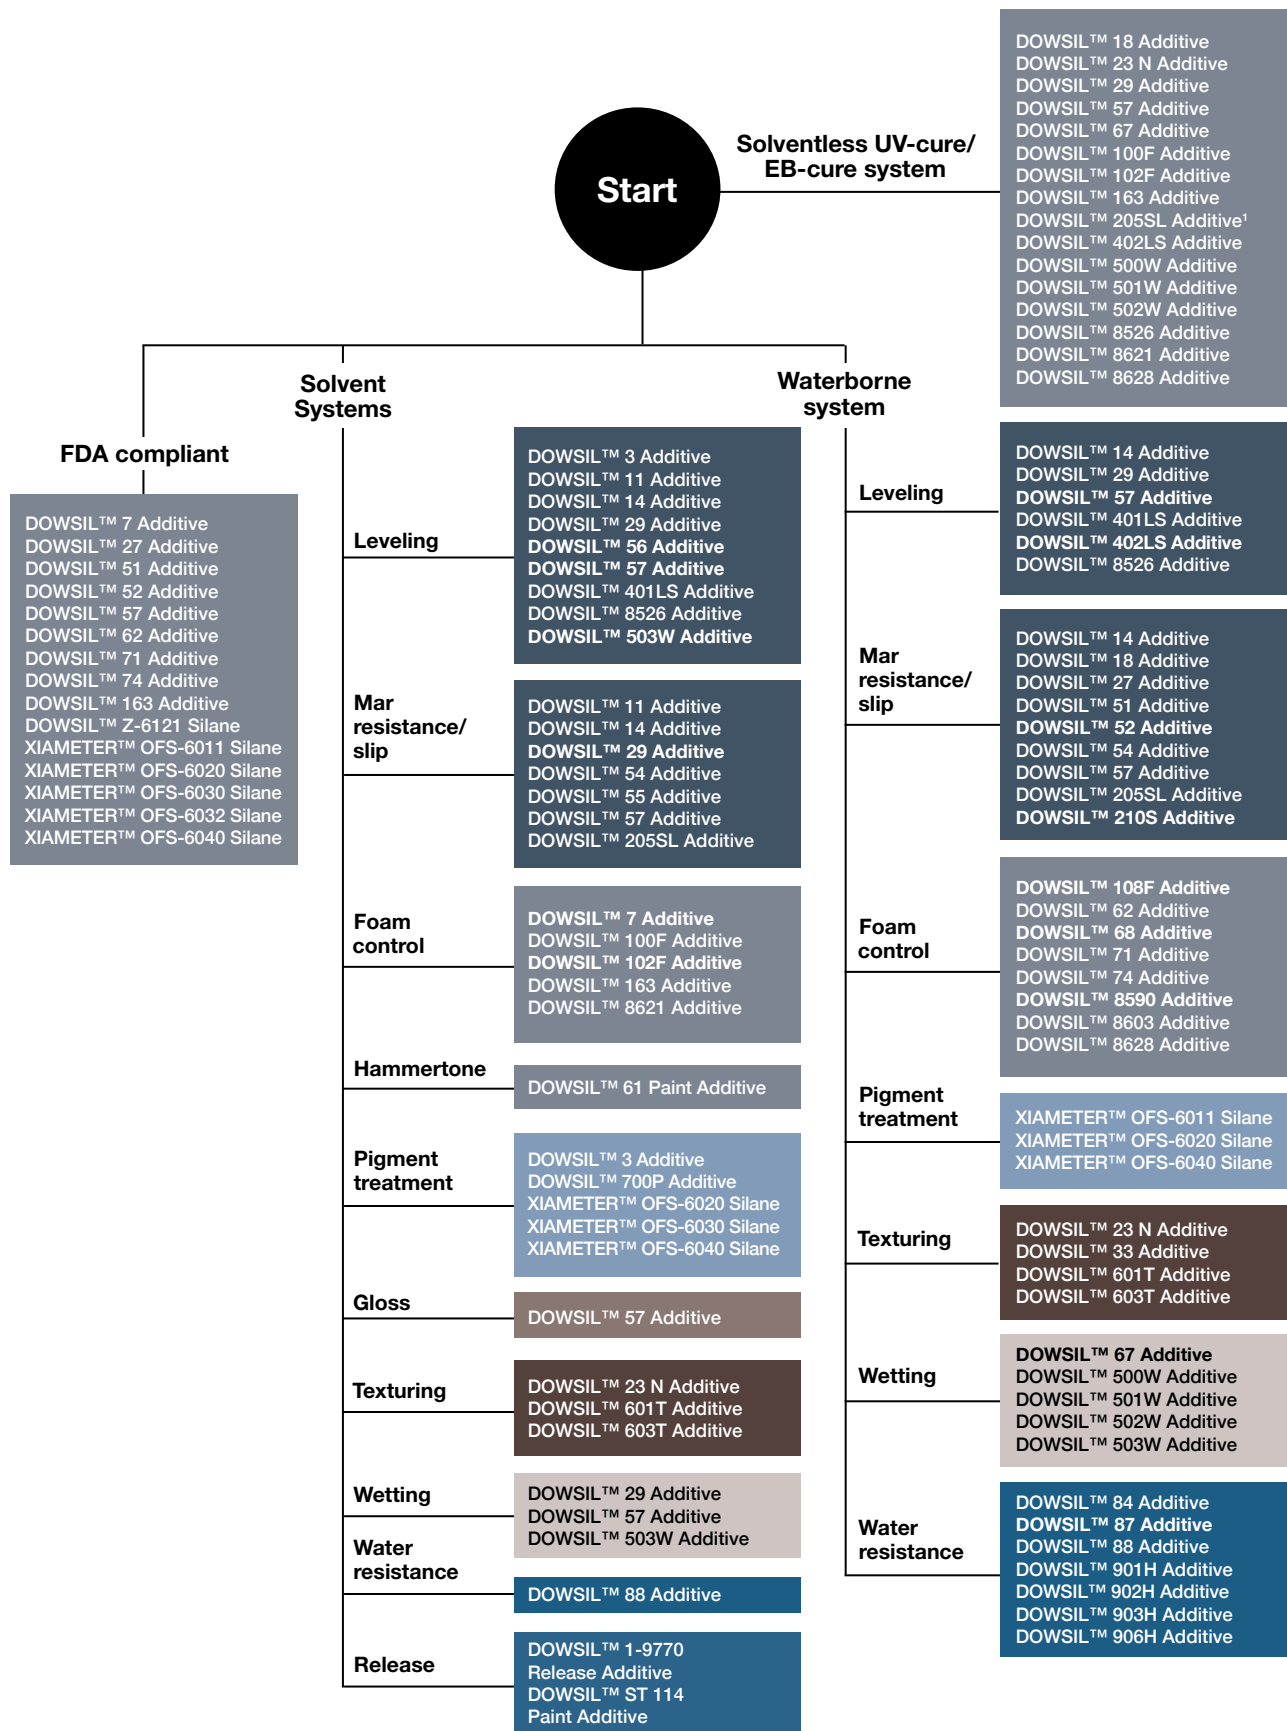 Start
Solventless UV-cure/
EB-cure system
DOWSIL™ 18 Additive
DOWSIL™ 23 N Additive
DOWSIL™ 29 Additive
DOWSIL™ 57 Additive
DOWSIL™ 67 Additive
DOWSIL™ 100F Additive
DOWSIL™ 102F Additive
DOWSIL™ 163 Additive
DOWSIL™ 205SL Additive¹
DOWSIL™ 402LS Additive
DOWSIL™ 500W Additive
DOWSIL™ 501W Additive
DOWSIL™ 502W Additive
DOWSIL™ 8526 Additive
DOWSIL™ 8621 Additive
DOWSIL™ 8628 Additive
FDA compliant
DOWSIL™ 7 Additive
DOWSIL™ 27 Additive
DOWSIL™ 51 Additive
DOWSIL™ 52 Additive
DOWSIL™ 57 Additive
DOWSIL™ 62 Additive
DOWSIL™ 71 Additive
DOWSIL™ 74 Additive
DOWSIL™ 163 Additive
DOWSIL™ Z-6121 Silane
XIAMETER™ OFS-6011 Silane
XIAMETER™ OFS-6020 Silane
XIAMETER™ OFS-6030 Silane
XIAMETER™ OFS-6032 Silane
XIAMETER™ OFS-6040 Silane
Solvent
Systems
Leveling
DOWSIL™ 3 Additive
DOWSIL™ 11 Additive
DOWSIL™ 14 Additive
DOWSIL™ 29 Additive
DOWSIL™ 56 Additive
DOWSIL™ 57 Additive
DOWSIL™ 401LS Additive
DOWSIL™ 8526 Additive
DOWSIL™ 503W Additive
Mar
resistance/
slip
DOWSIL™ 11 Additive
DOWSIL™ 14 Additive
DOWSIL™ 29 Additive
DOWSIL™ 54 Additive
DOWSIL™ 55 Additive
DOWSIL™ 57 Additive
DOWSIL™ 205SL Additive
Foam
control
DOWSIL™ 7 Additive
DOWSIL™ 100F Additive
DOWSIL™ 102F Additive
DOWSIL™ 163 Additive
DOWSIL™ 8621 Additive
Hammertone
DOWSIL™ 61 Paint Additive
Pigment
treatment
DOWSIL™ 3 Additive
DOWSIL™ 700P Additive
XIAMETER™ OFS-6020 Silane
XIAMETER™ OFS-6030 Silane
XIAMETER™ OFS-6040 Silane
Gloss
DOWSIL™ 57 Additive
Texturing
DOWSIL™ 23 N Additive
DOWSIL™ 601T Additive
DOWSIL™ 603T Additive
Wetting
DOWSIL™ 29 Additive
DOWSIL™ 57 Additive
DOWSIL™ 503W Additive
Water
resistance
DOWSIL™ 88 Additive
Release
DOWSIL™ 1-9770
Release Additive
DOWSIL™ ST 114
Paint Additive
Waterborne
system
Leveling
DOWSIL™ 14 Additive
DOWSIL™ 29 Additive
DOWSIL™ 57 Additive
DOWSIL™ 401LS Additive
DOWSIL™ 402LS Additive
DOWSIL™ 8526 Additive
Mar
resistance/
slip
DOWSIL™ 14 Additive
DOWSIL™ 18 Additive
DOWSIL™ 27 Additive
DOWSIL™ 51 Additive
DOWSIL™ 52 Additive
DOWSIL™ 54 Additive
DOWSIL™ 57 Additive
DOWSIL™ 205SL Additive
DOWSIL™ 210S Additive
Foam
control
DOWSIL™ 108F Additive
DOWSIL™ 62 Additive
DOWSIL™ 68 Additive
DOWSIL™ 71 Additive
DOWSIL™ 74 Additive
DOWSIL™ 8590 Additive
DOWSIL™ 8603 Additive
DOWSIL™ 8628 Additive
Pigment
treatment
XIAMETER™ OFS-6011 Silane
XIAMETER™ OFS-6020 Silane
XIAMETER™ OFS-6040 Silane
Texturing
DOWSIL™ 23 N Additive
DOWSIL™ 33 Additive
DOWSIL™ 601T Additive
DOWSIL™ 603T Additive
Wetting
DOWSIL™ 67 Additive
DOWSIL™ 500W Additive
DOWSIL™ 501W Additive
DOWSIL™ 502W Additive
DOWSIL™ 503W Additive
Water
resistance
DOWSIL™ 84 Additive
DOWSIL™ 87 Additive
DOWSIL™ 88 Additive
DOWSIL™ 901H Additive
DOWSIL™ 902H Additive
DOWSIL™ 903H Additive
DOWSIL™ 906H Additive